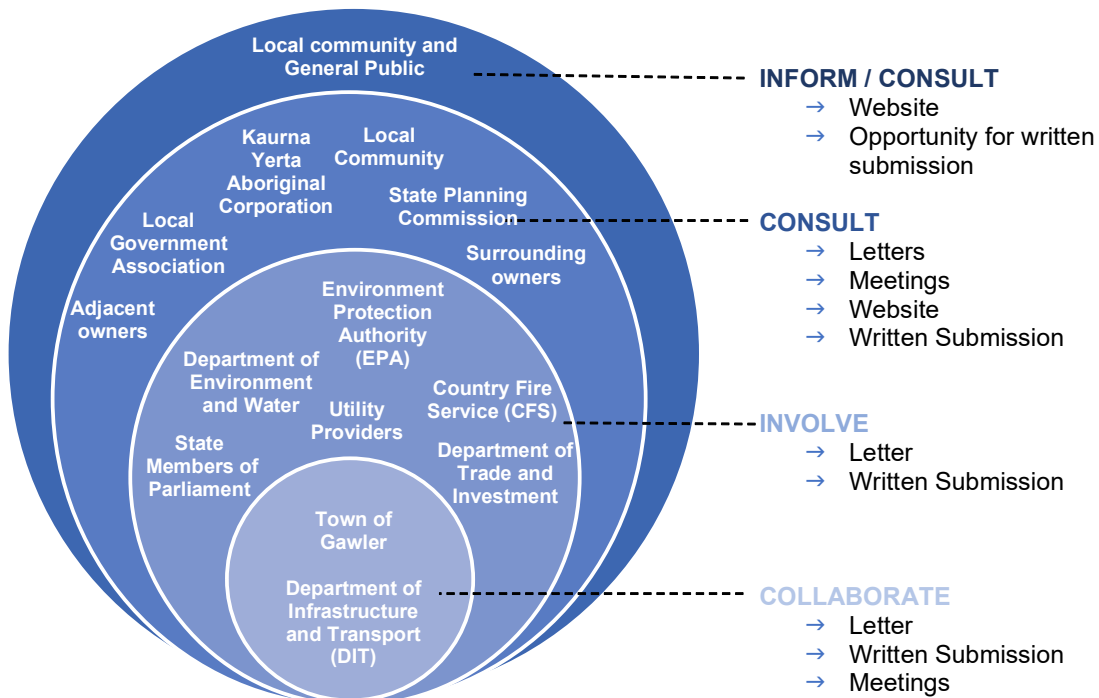 Local community and
General Public
Kaurna
Yerta
Aboriginal
Corporation
Local
Community
State Planning
Commission
Local
Government
Association
Surrounding
owners
Adjacent
owners
Environment
Protection
Authority
(EPA)
Department of
Environment
and Water
Country Fire
Service (CFS)
Utility
Providers
State
Members of
Parliament
Department of
Trade and
Investment
Town of
Gawler
Department of
Infrastructure
and Transport
(DIT)
INFORM / CONSULT
→ Website
→ Opportunity for written
submission
CONSULT
→ Letters
→ Meetings
→ Website
→ Written Submission
INVOLVE
→ Letter
→ Written Submission
COLLABORATE
→ Letter
→ Written Submission
→ Meetings